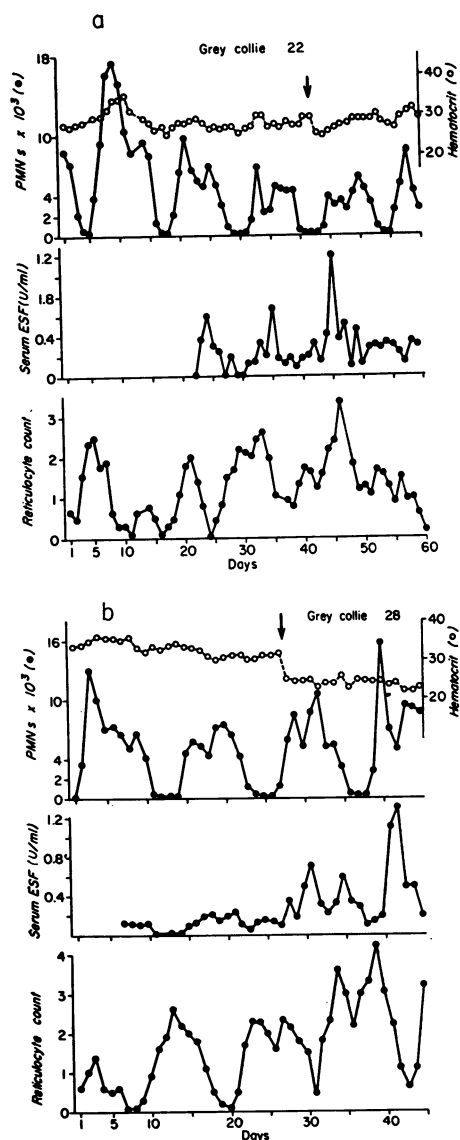 a
Grey collie 22
PMN s x 10³ (•)
18
10
4
2
0
Hematocrit (o)
40
30
20
Serum ESF (U/ml)
1.2
1.8
0.4
0
Reticulocyte count.
3
2
1
0
1 5 10 20 30 40 50 60
Days
b
Grey collie 28
PMN s x 10³ (•)
16
10
4
2
0
Hematocrit (o)
40
30
20
Serum ESF (U/ml)
1.2
0.8
0.4
Reticulocyte count
4
3
2
1
0
1 5 10 20 30 40
Days